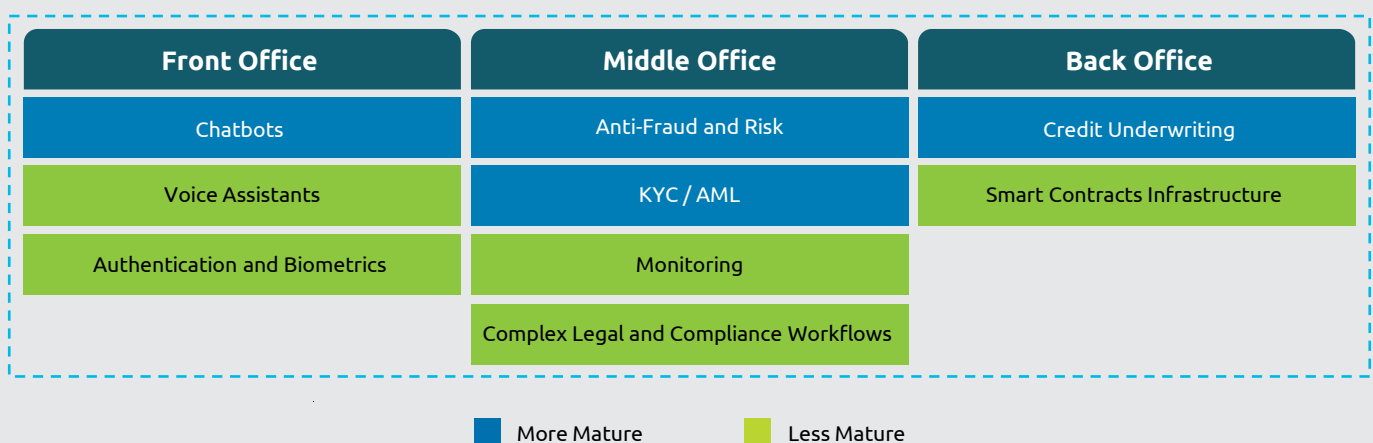 Front Office
Middle Office
Back Office
Chatbots
Anti-Fraud and Risk
Credit Underwriting
Voice Assistants
KYC / AML
Smart Contracts Infrastructure
Authentication and Biometrics
Monitoring
Complex Legal and Compliance Workflows
More Mature
Less Mature